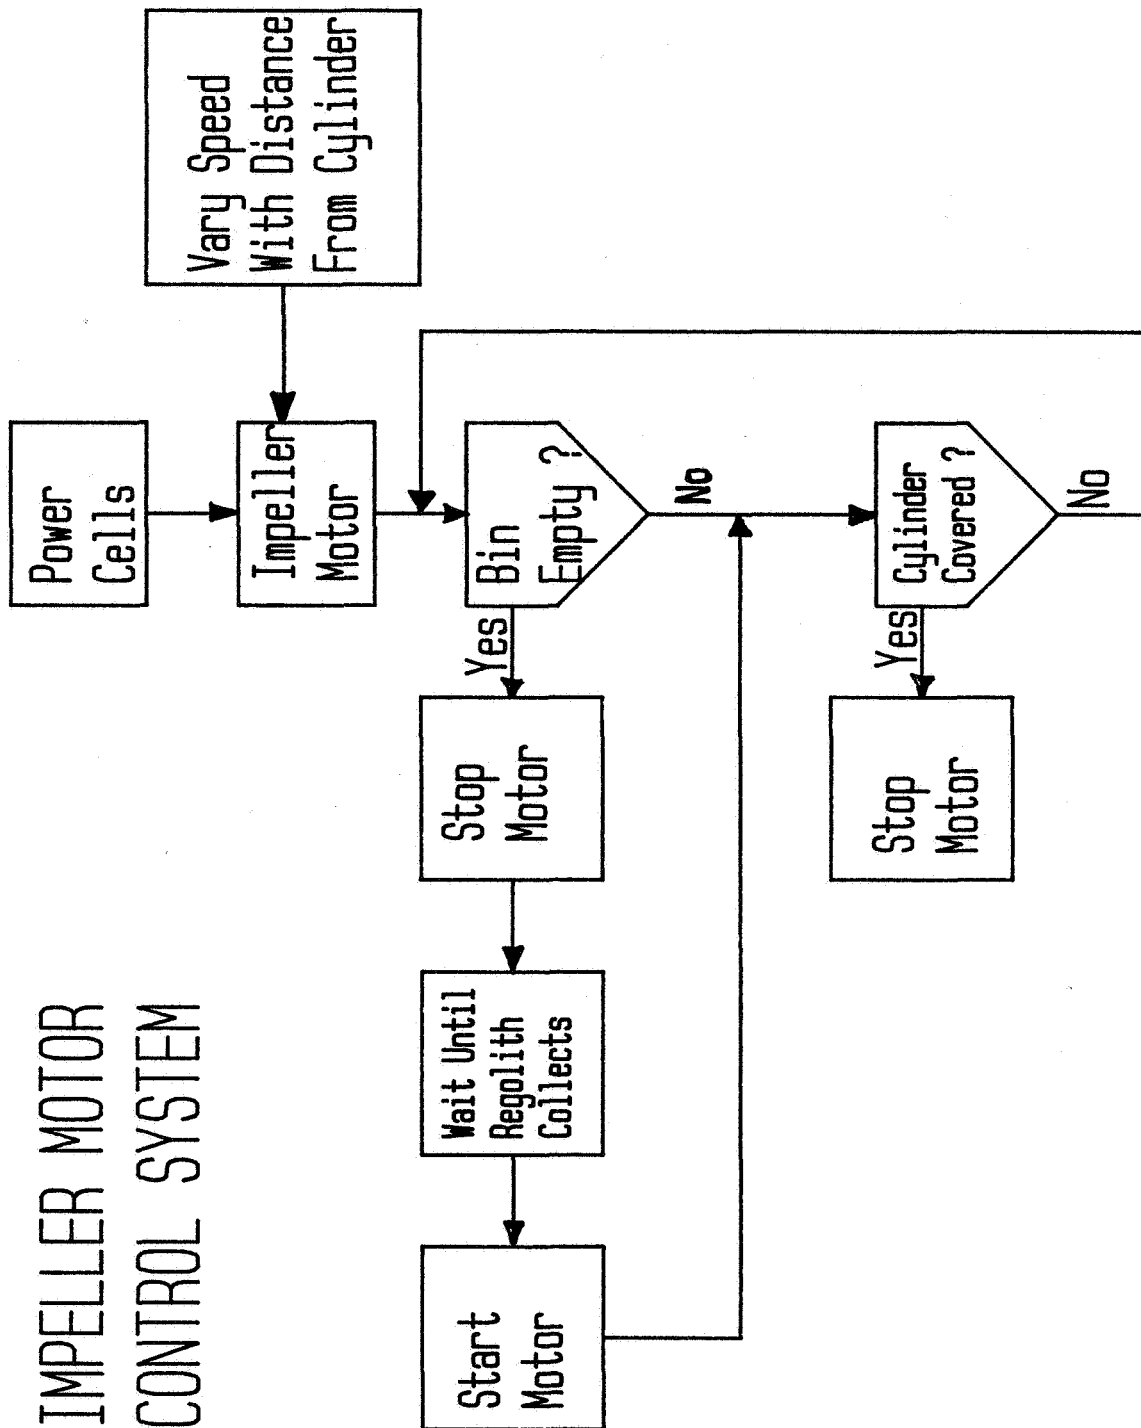 IMPELLER MOTOR
CONTROL SYSTEM
Power
Cells
Vary Speed
With Distance
From Cylinder
Impeller
Motor
Bin
Empty ?
Yes
No
Stop
Motor
Wait Until
Regolith
Collects
Start
Motor
Cylinder
Covered ?
Yes
No
Stop
Motor